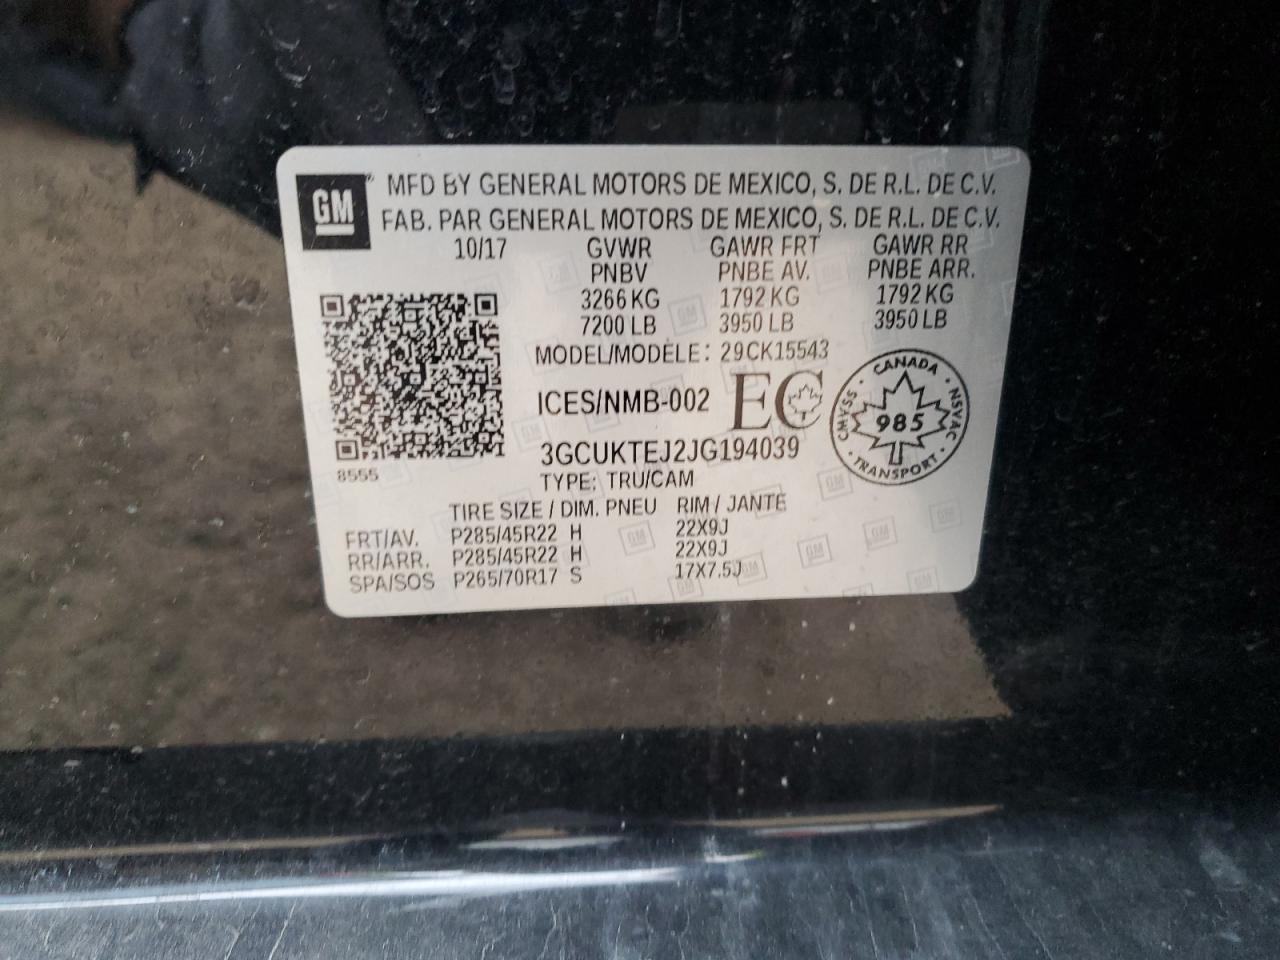 GM ® MFD BY GENERAL MOTORS DE MEXICO, S. DE R.L. DE C.V.
FAB. PAR GENERAL MOTORS DE MEXICO, S. DE R.L. DE C.V.
10/17 GVWR GAWR FRT GAWR RR
PNBV PNBE AV. PNBE ARR.
3266 KG 1792 KG 1792 KG
7200 LB 3950 LB 3950 LB
MODEL/MODÈLE: 29CK15543
ICES/NMB-002 EC
CANADA
CMVSS 985 NSVAC
TRANSPORT
3GCUKTEJ2JG194039
8555
TYPE: TRU/CAM
TIRE SIZE / DIM. PNEU RIM / JANTE
FRT/AV. P285/45R22 H 22X9J
RR/ARR. P285/45R22 H 22X9J
SPA/SOS P265/70R17 S 17X7.5J